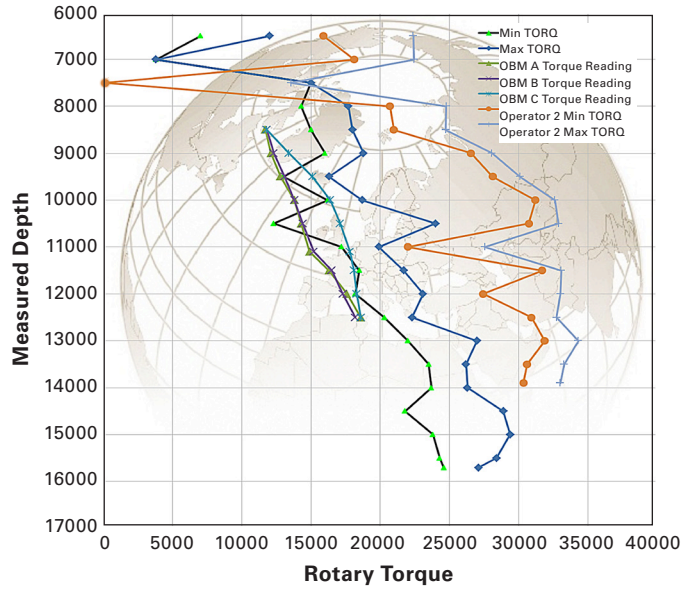 6000
7000
8000
9000
10000
11000
12000
13000
14000
15000
16000
17000
Measured Depth
0
5000
10000
15000
20000
25000
30000
35000
40000
Rotary Torque
Min TORQ
Max TORQ
OBM A Torque Reading
OBM B Torque Reading
OBM C Torque Reading
Operator 2 Min TORQ
Operator 2 Max TORQ